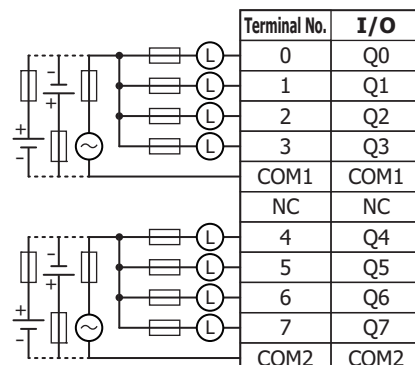 Terminal No. I/O
L 0 Q0
L 1 Q1
L 2 Q2
L 3 Q3
COM1 COM1
NC NC
L 4 Q4
L 5 Q5
L 6 Q6
L 7 Q7
COM2 COM2
+ - - + 
+ - - +